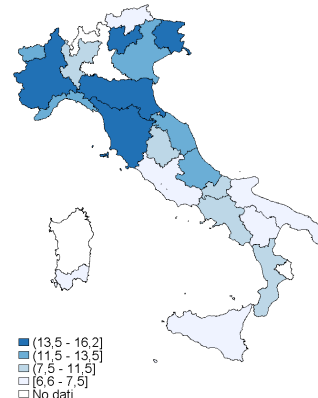 (13,5 - 16,2]
(11,5 - 13,5]
(7,5 - 11,5]
[6,6 - 7,5]
No dati